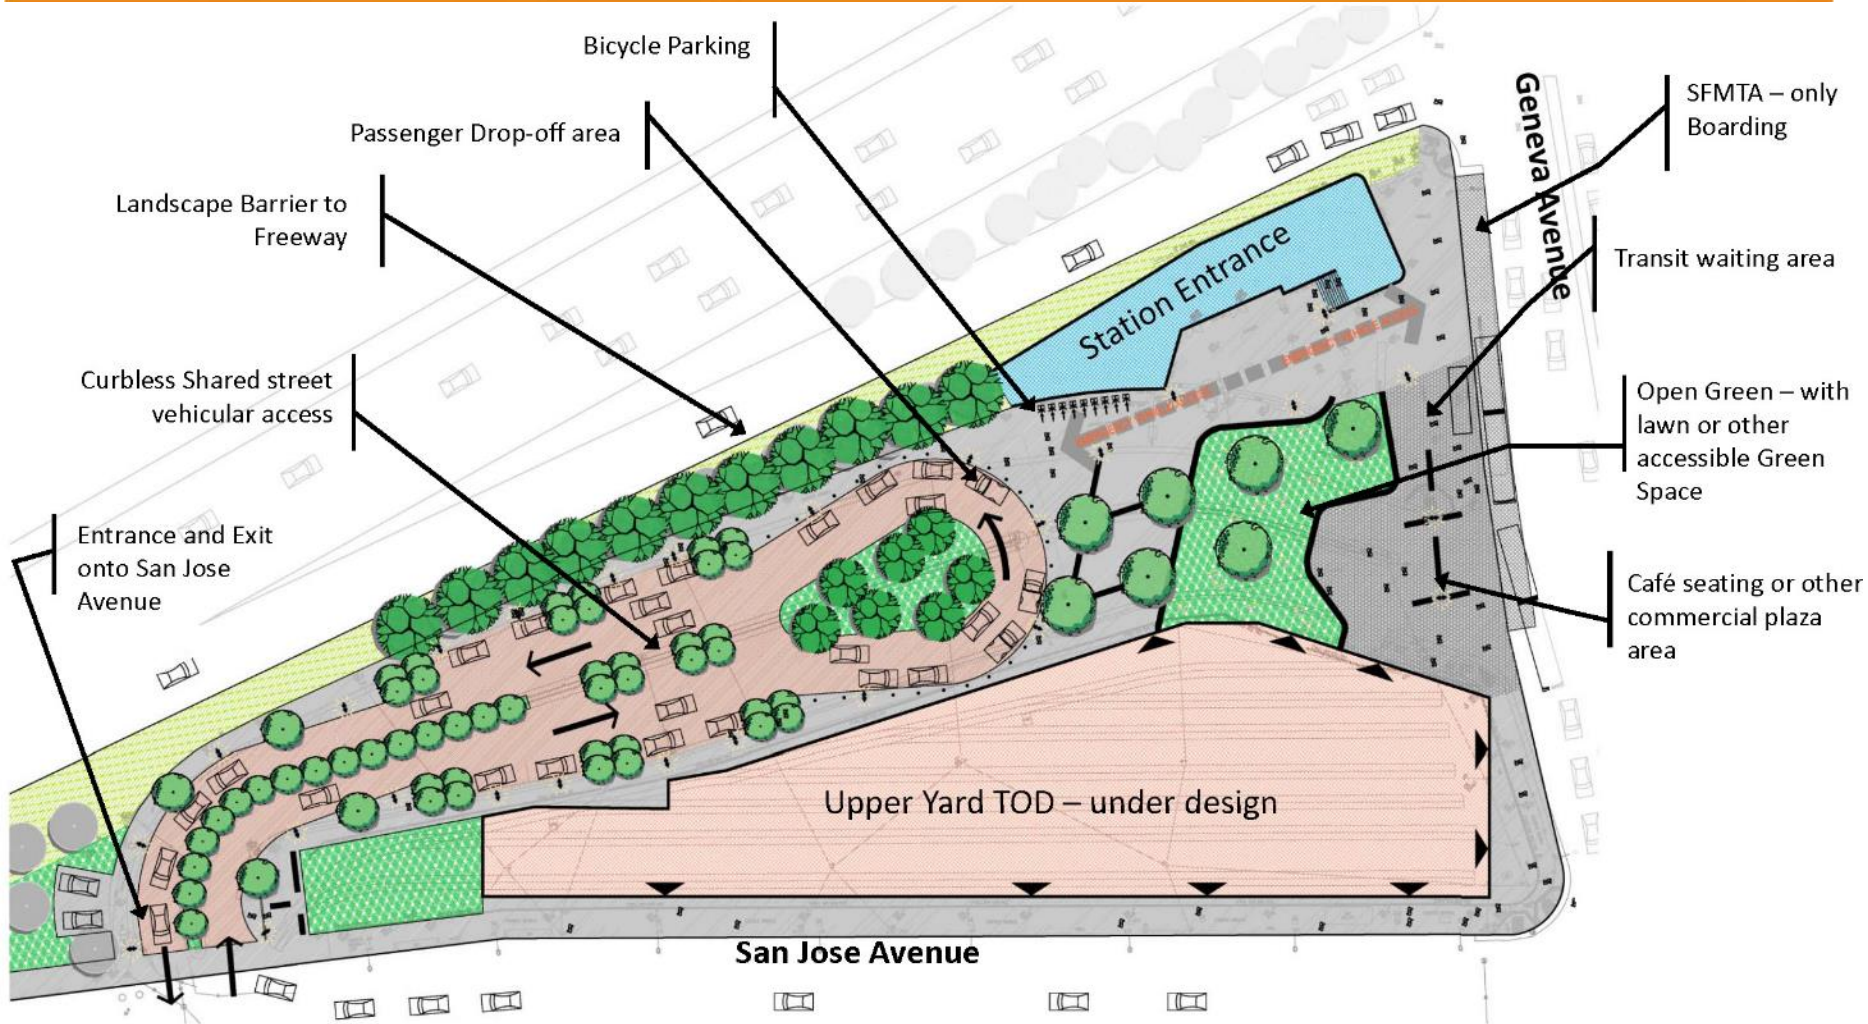 Bicycle Parking
Passenger Drop-off area
Landscape Barrier to
Freeway
Curbless Shared street
vehicular access
Entrance and Exit
onto San Jose
Avenue
Station Entrance
Geneva Avenue
SFMTA – only
Boarding
Transit waiting area
Open Green – with
lawn or other
accessible Green
Space
Café seating or other
commercial plaza
area
Upper Yard TOD – under design
San Jose Avenue